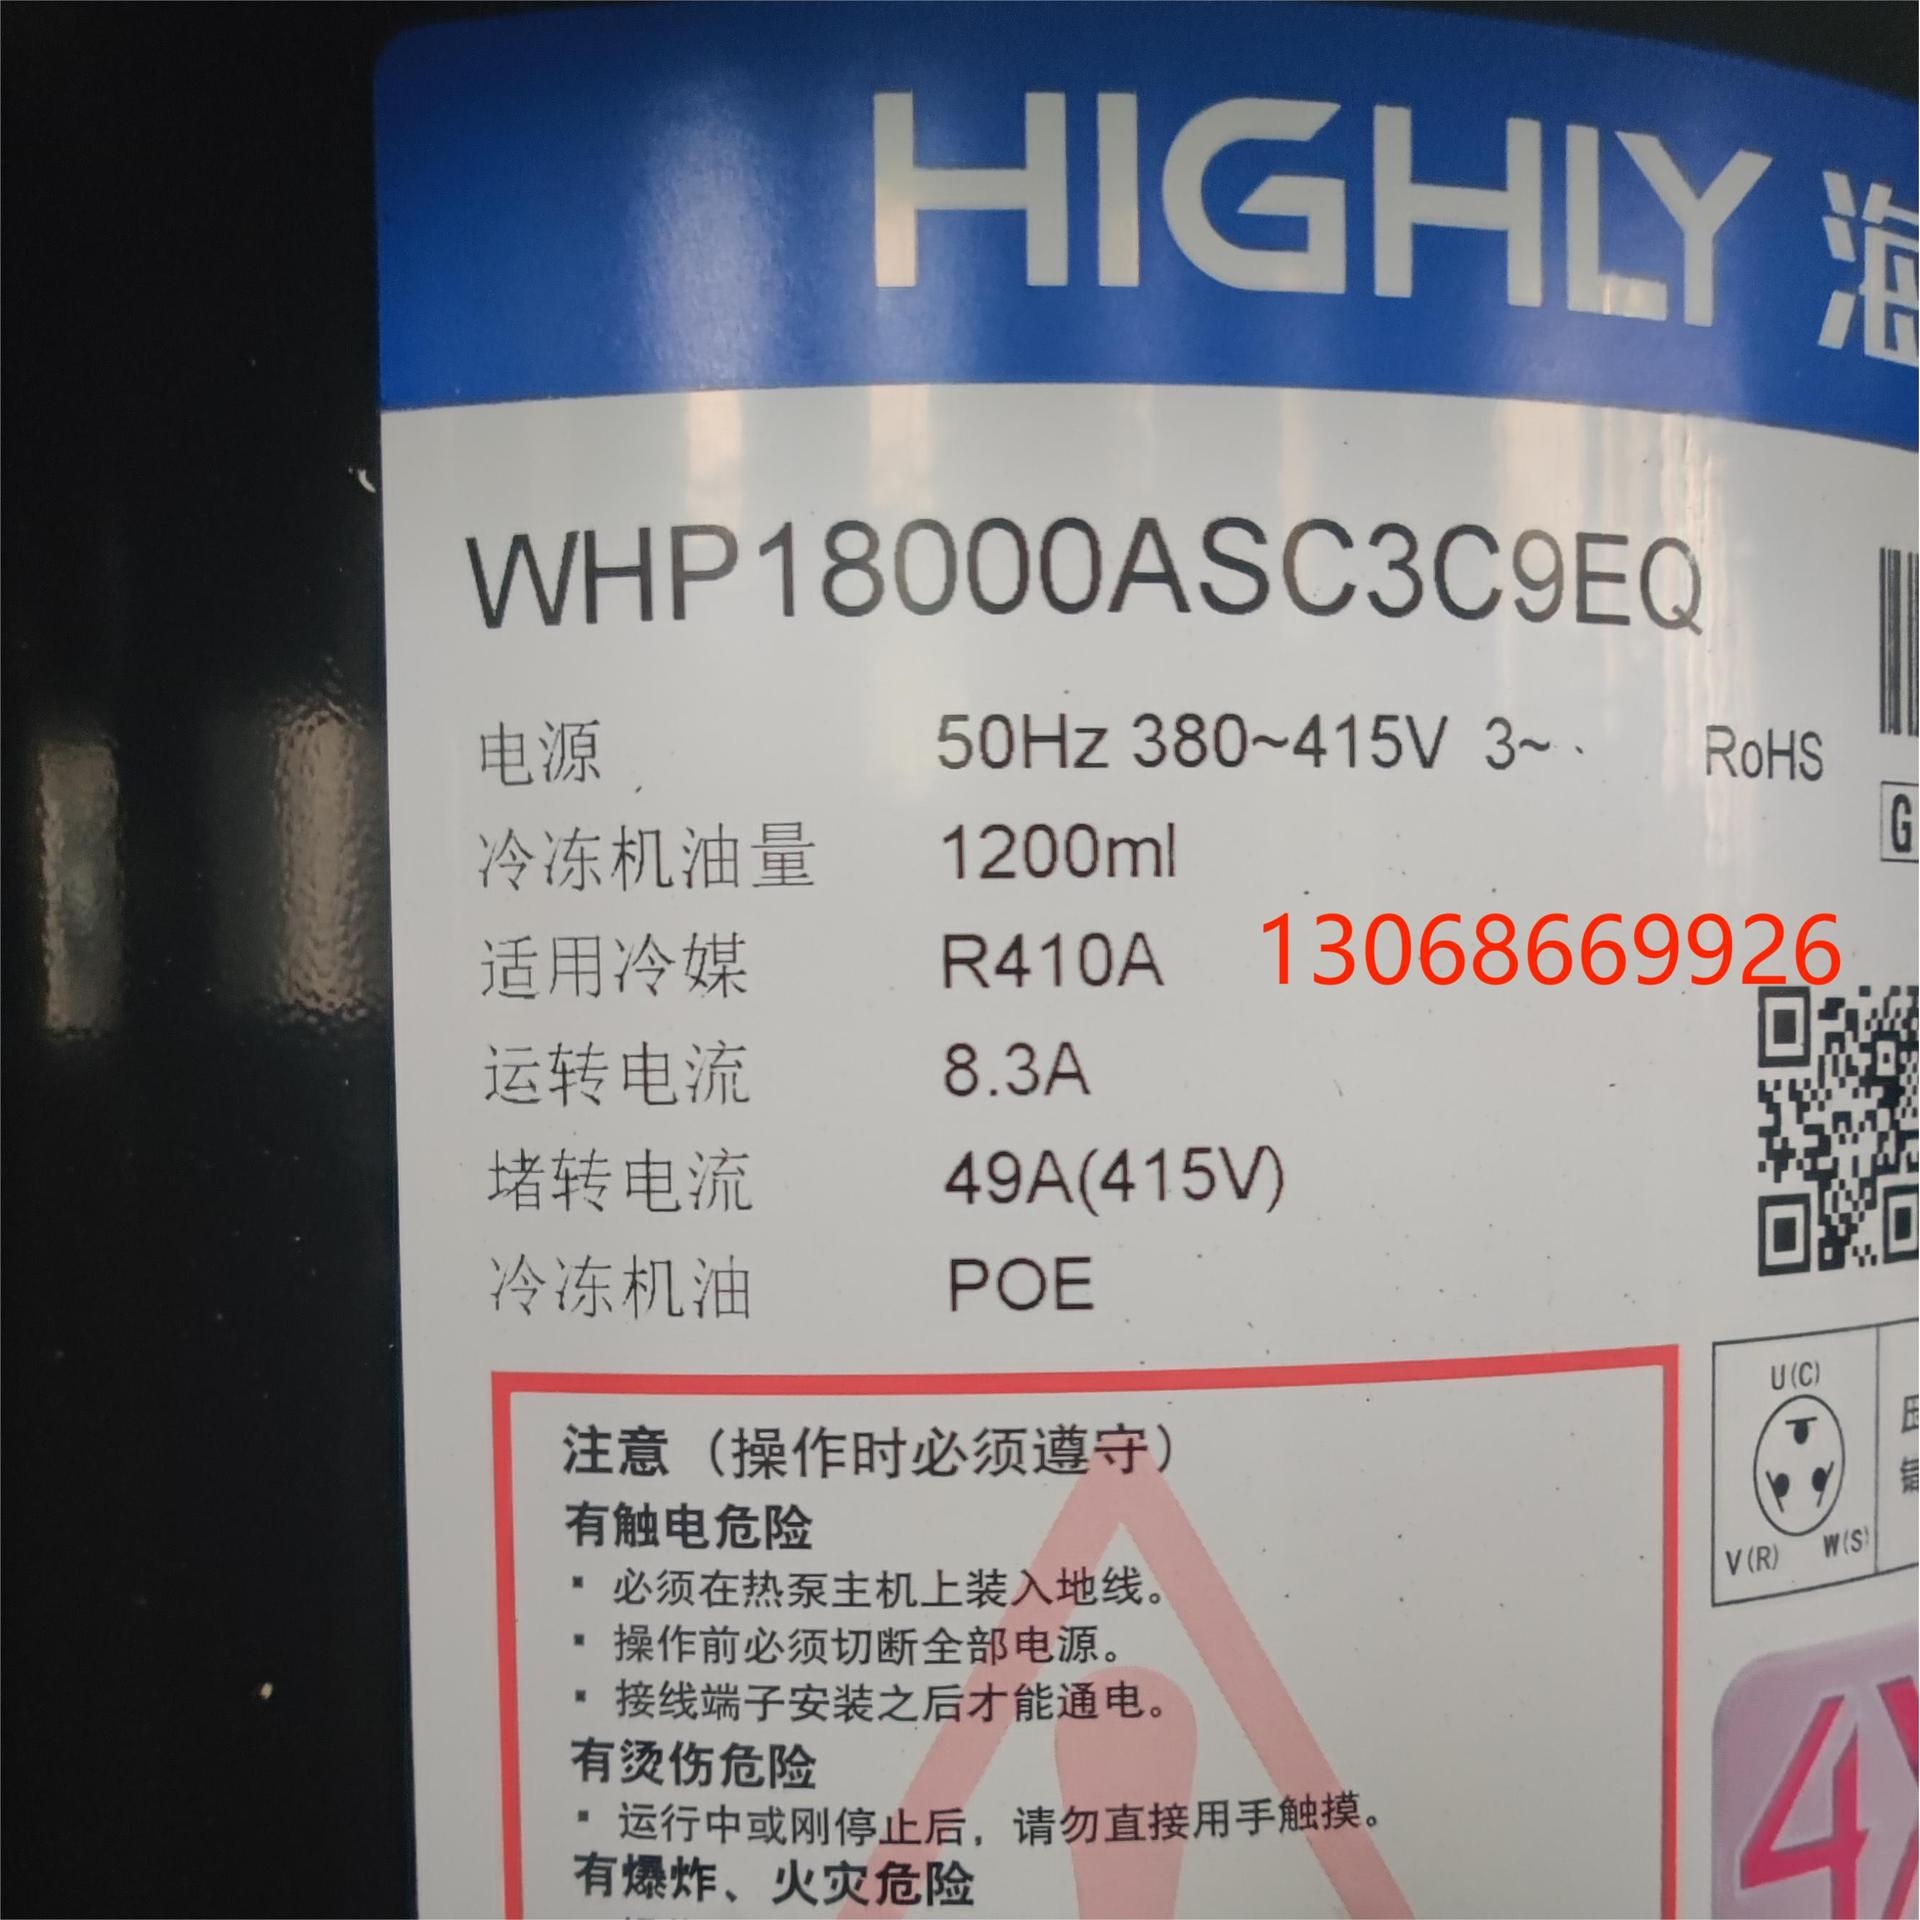 HIGHLY 海
WHP18000ASC3C9EQ
电源 50Hz 380~415V 3~ RoHS
冷冻机油量 1200ml
G
适用冷媒 R410A
13068669926
运转电流 8.3A
堵转电流 49A(415V)
冷冻机油 POE
注意（操作时必须遵守）
有触电危险
▪ 必须在热泵主机上装入地线。
▪ 操作前必须切断全部电源。
▪ 接线端子安装之后才能通电。
有烫伤危险
▪ 运行中或刚停止后，请勿直接用手触摸。
有爆炸、火灾危险
U(C)
V(R) W(S)
4